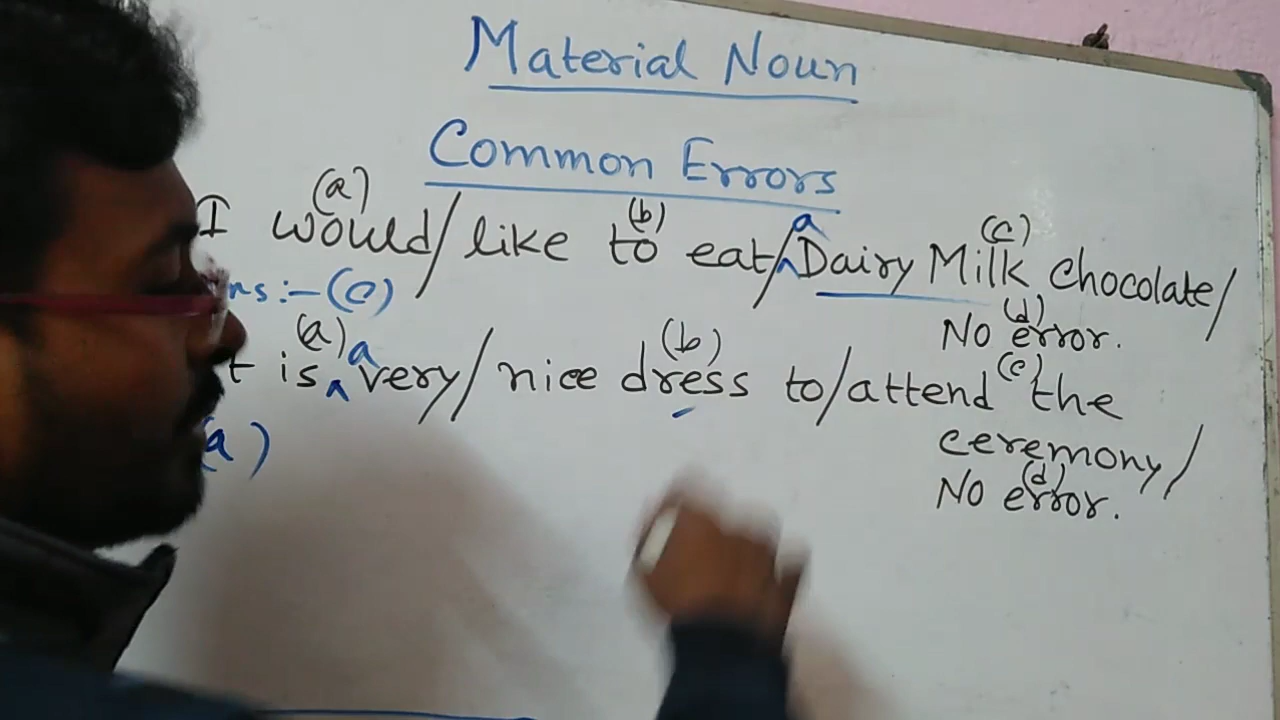 Material Noun
Common Errors
(a) (b) a (c)
I would/like to eat/^Dairy Milk Chocolate/
ns:-(c) (d)
No error.
(a) a (b) (c)
t is ^ very/nice dress to/attend the
(a) ceremony/
(d)
No error.